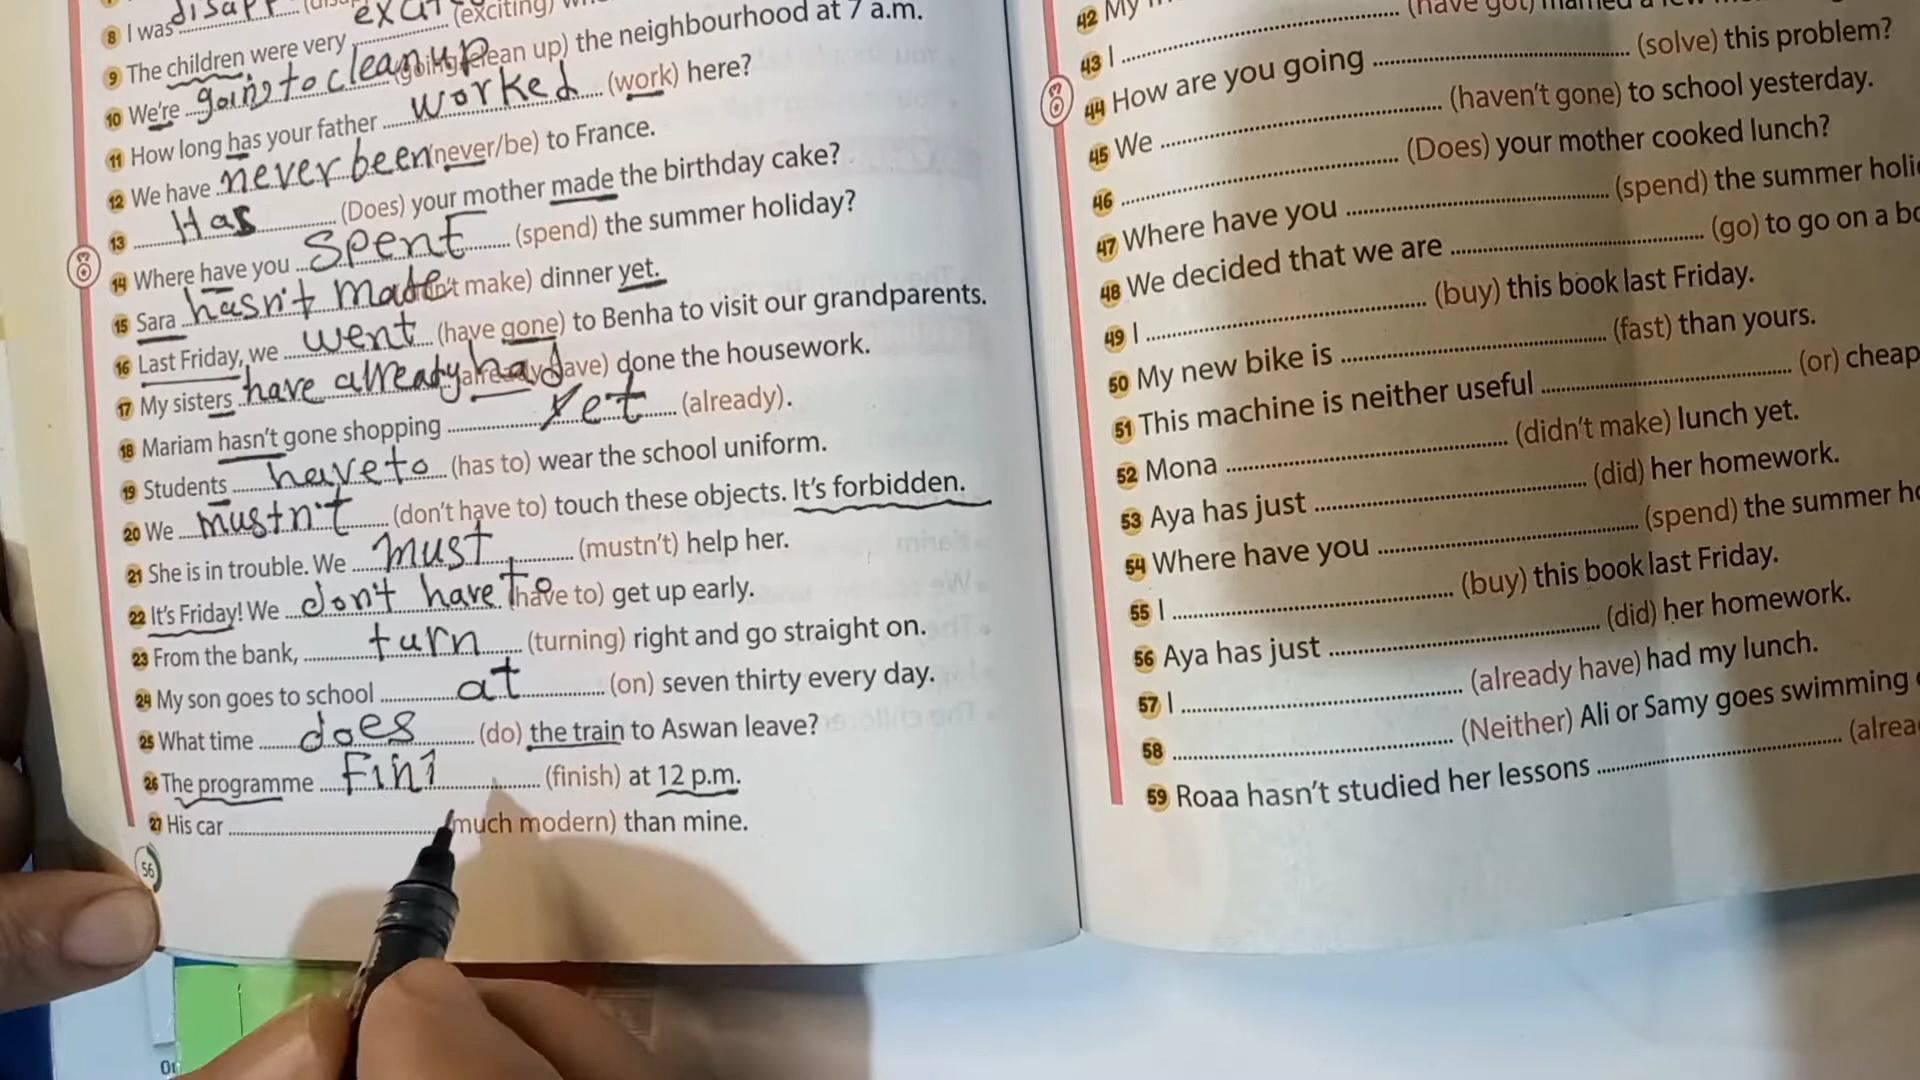 8 I was disapp
9 The children were very (exciting)
10 We're going to clean up (going clean up) the neighbourhood at 7 a.m.
11 How long has your father worked (work) here?
12 We have never been (never/be) to France.
13 Has (Does) your mother made the birthday cake?
14 Where have you spent (spend) the summer holiday?
15 Sara hasn't made make) dinner yet.
16 Last Friday, we went (have gone) to Benha to visit our grandparents.
17 My sisters have already had (already have) done the housework.
18 Mariam hasn't gone shopping yet (already).
19 Students have to (has to) wear the school uniform.
20 We mustn't (don't have to) touch these objects. It's forbidden.
21 She is in trouble. We must (mustn't) help her.
22 It's Friday! We don't have to (have to) get up early.
23 From the bank, turn (turning) right and go straight on.
24 My son goes to school at (on) seven thirty every day.
25 What time does (do) the train to Aswan leave?
26 The programme Fini (finish) at 12 p.m.
27 His car (much modern) than mine.
56
42 My
43 I (have got)
44 How are you going (solve) this problem?
45 We (haven't gone) to school yesterday.
46 (Does) your mother cooked lunch?
47 Where have you (spend) the summer
48 We decided that we are (go) to go on a
49 I (buy) this book last Friday.
50 My new bike is (fast) than yours.
51 This machine is neither useful (or) cheap
52 Mona (didn't make) lunch yet.
53 Aya has just (did) her homework.
54 Where have you (spend) the summer
55 I (buy) this book last Friday.
56 Aya has just (did) her homework.
57 I (already have) had my lunch.
58 (Neither) Ali or Samy goes swimming
59 Roaa hasn't studied her lessons (alrea